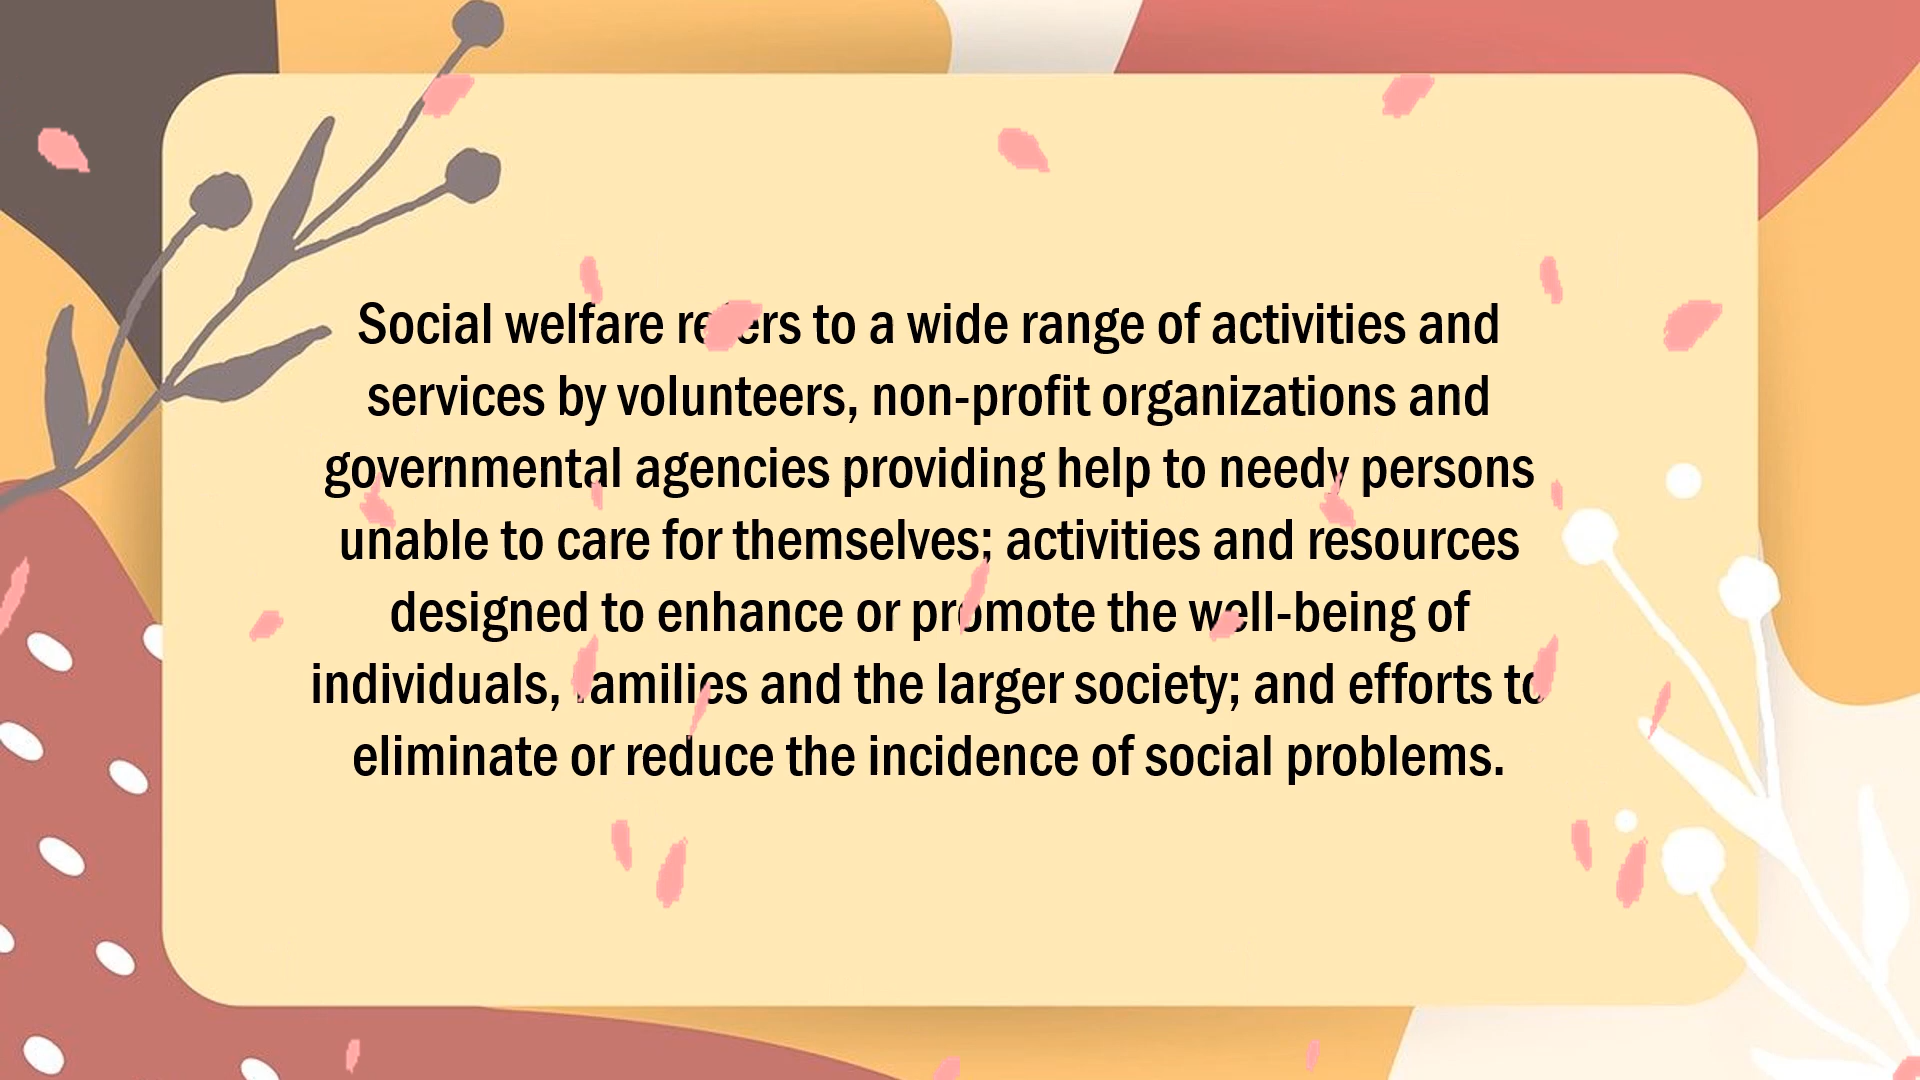 Social welfare refers to a wide range of activities and
services by volunteers, non-profit organizations and
governmental agencies providing help to needy persons
unable to care for themselves; activities and resources
designed to enhance or promote the well-being of
individuals, families and the larger society; and efforts to
eliminate or reduce the incidence of social problems.